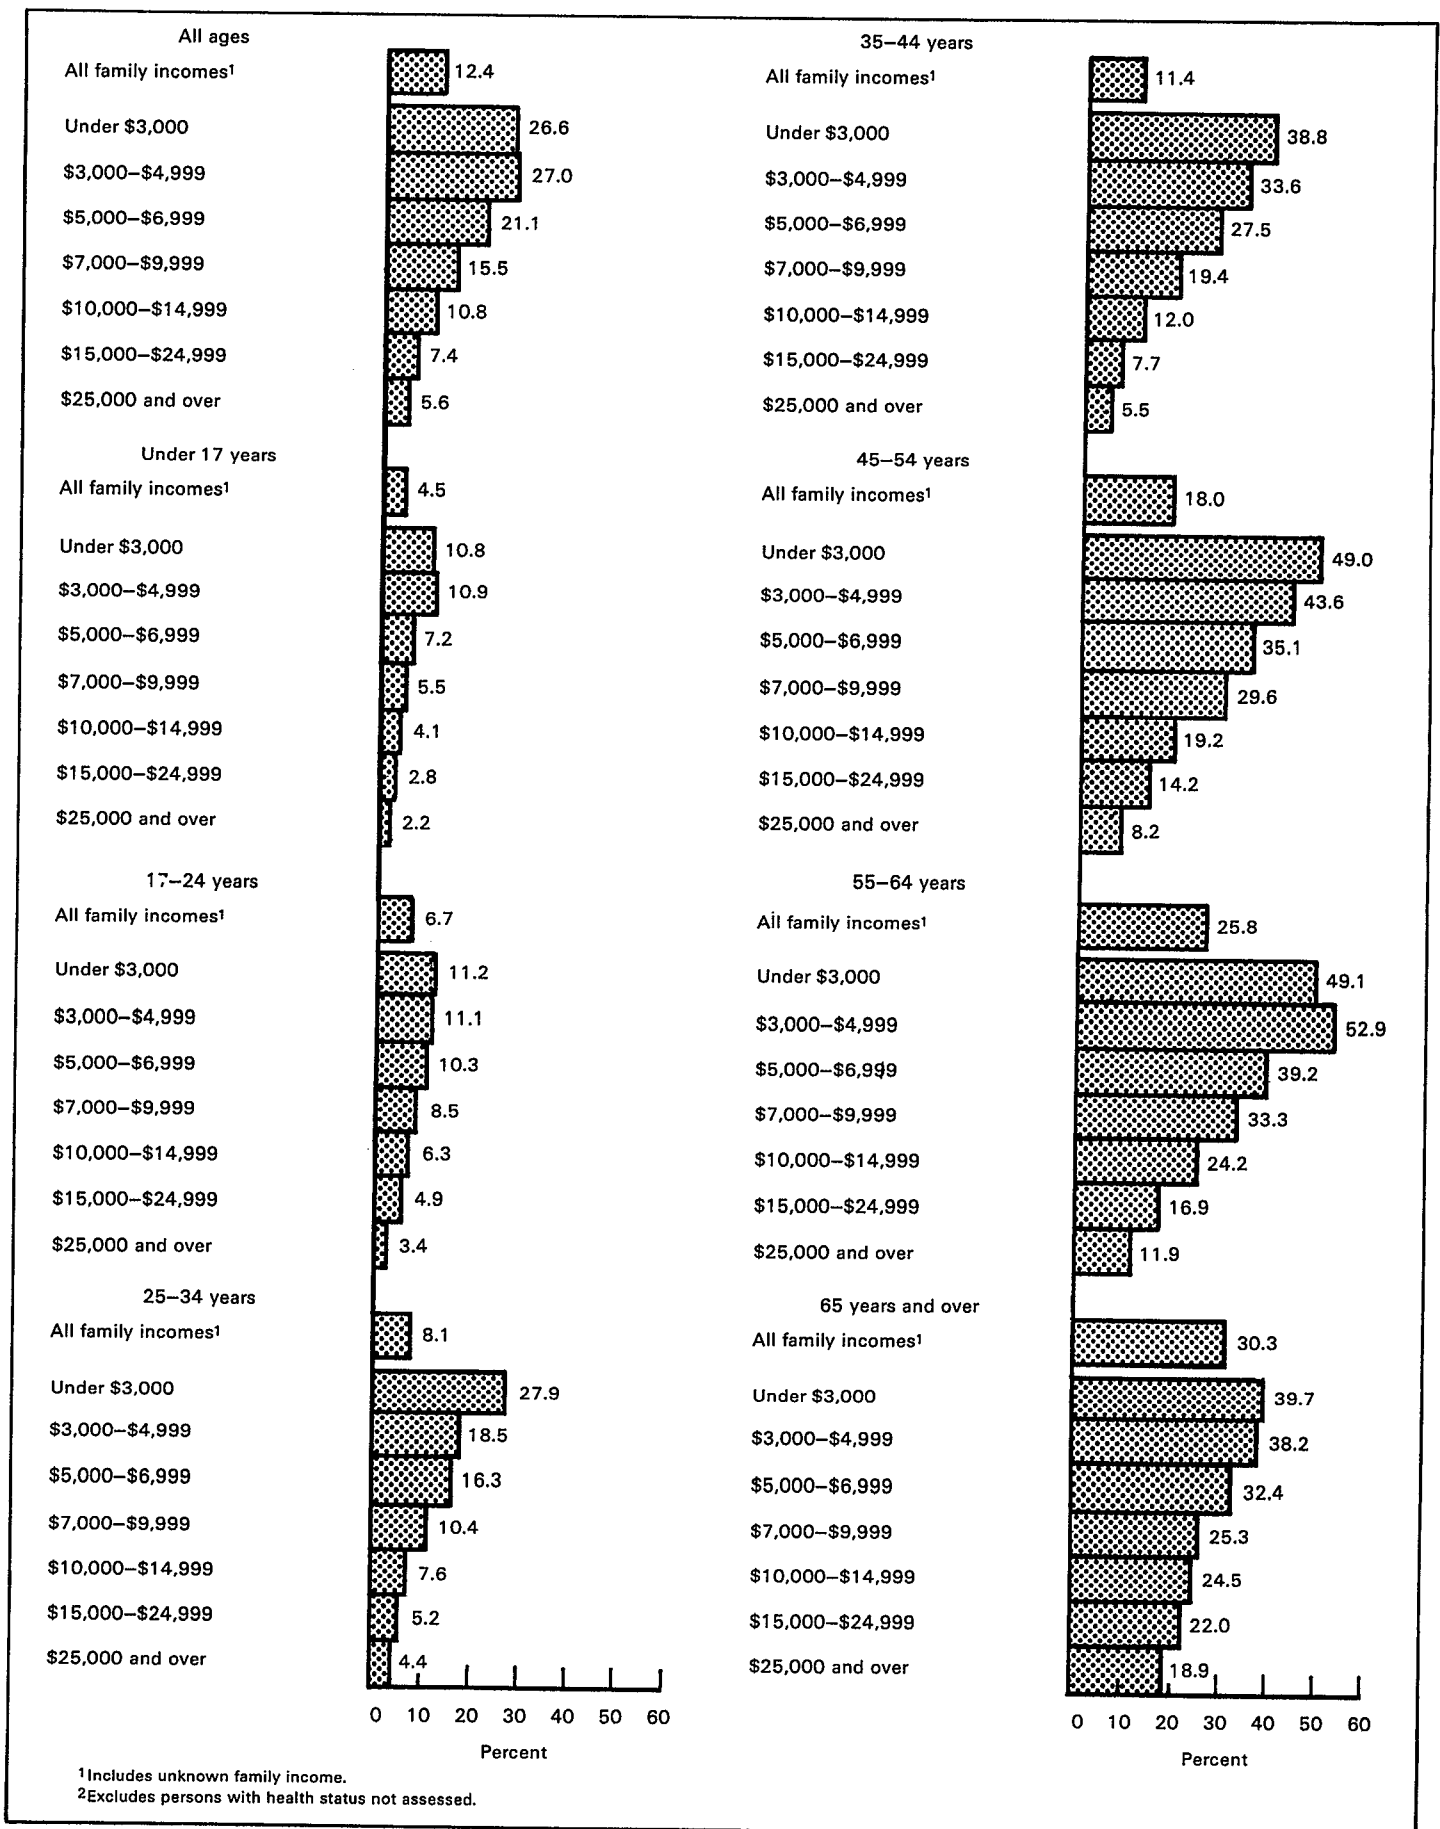 All ages
All family incomes¹ 12.4
Under $3,000 26.6
$3,000–$4,999 27.0
$5,000–$6,999 21.1
$7,000–$9,999 15.5
$10,000–$14,999 10.8
$15,000–$24,999 7.4
$25,000 and over 5.6
Under 17 years
All family incomes¹ 4.5
Under $3,000 10.8
$3,000–$4,999 10.9
$5,000–$6,999 7.2
$7,000–$9,999 5.5
$10,000–$14,999 4.1
$15,000–$24,999 2.8
$25,000 and over 2.2
17–24 years
All family incomes¹ 6.7
Under $3,000 11.2
$3,000–$4,999 11.1
$5,000–$6,999 10.3
$7,000–$9,999 8.5
$10,000–$14,999 6.3
$15,000–$24,999 4.9
$25,000 and over 3.4
25–34 years
All family incomes¹ 8.1
Under $3,000 27.9
$3,000–$4,999 18.5
$5,000–$6,999 16.3
$7,000–$9,999 10.4
$10,000–$14,999 7.6
$15,000–$24,999 5.2
$25,000 and over 4.4
0 10 20 30 40 50 60
Percent
35–44 years
All family incomes¹ 11.4
Under $3,000 38.8
$3,000–$4,999 33.6
$5,000–$6,999 27.5
$7,000–$9,999 19.4
$10,000–$14,999 12.0
$15,000–$24,999 7.7
$25,000 and over 5.5
45–54 years
All family incomes¹ 18.0
Under $3,000 49.0
$3,000–$4,999 43.6
$5,000–$6,999 35.1
$7,000–$9,999 29.6
$10,000–$14,999 19.2
$15,000–$24,999 14.2
$25,000 and over 8.2
55–64 years
All family incomes¹ 25.8
Under $3,000 49.1
$3,000–$4,999 52.9
$5,000–$6,999 39.2
$7,000–$9,999 33.3
$10,000–$14,999 24.2
$15,000–$24,999 16.9
$25,000 and over 11.9
65 years and over
All family incomes¹ 30.3
Under $3,000 39.7
$3,000–$4,999 38.2
$5,000–$6,999 32.4
$7,000–$9,999 25.3
$10,000–$14,999 24.5
$15,000–$24,999 22.0
$25,000 and over 18.9
0 10 20 30 40 50 60
Percent
¹Includes unknown family income.
²Excludes persons with health status not assessed.